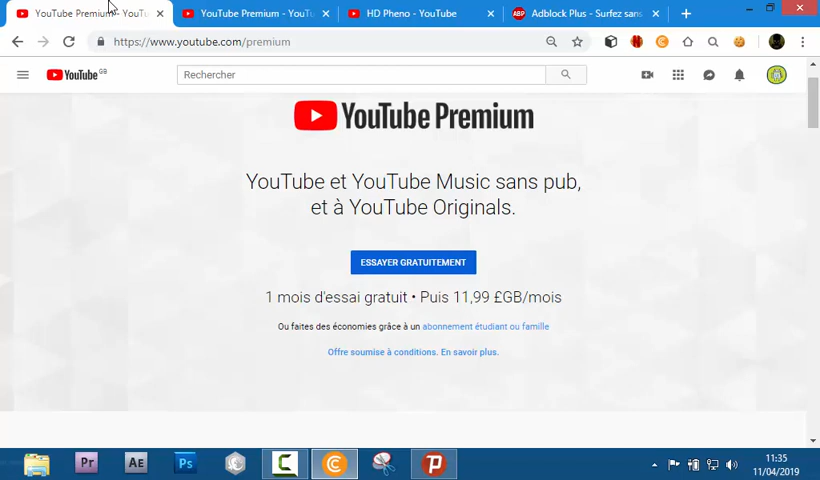 YouTube Premium - YouTu
YouTube Premium - YouTu
HD Pheno - YouTube
ABP
Adblock Plus - Surfez sans
https://www.youtube.com/premium
YouTube GB
Rechercher
YouTube Premium
YouTube et YouTube Music sans pub,
et à YouTube Originals.
ESSAYER GRATUITEMENT
1 mois d'essai gratuit • Puis 11,99 £GB/mois
Ou faites des économies grâce à un abonnement étudiant ou famille
Offre soumise à conditions. En savoir plus.
Pr
Ae
Ps
11:35
11/04/2019